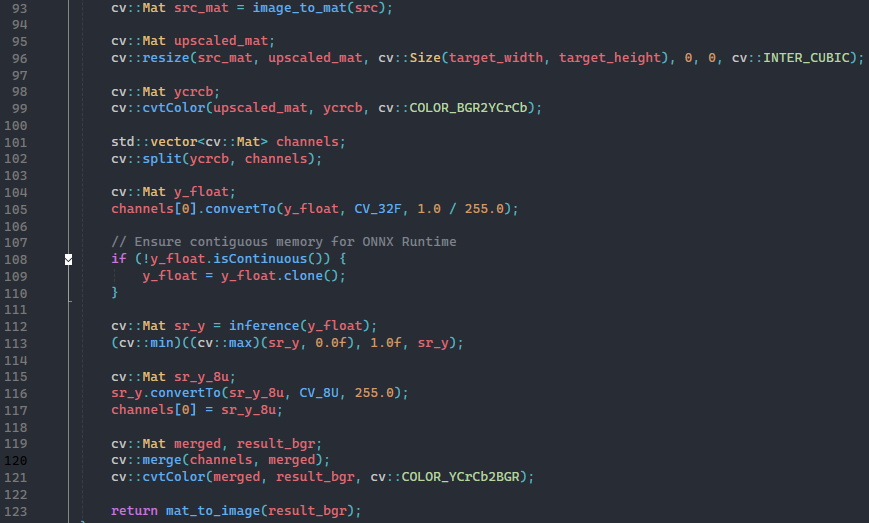 93 cv::Mat src_mat = image_to_mat(src);
94
95 cv::Mat upscaled_mat;
96 cv::resize(src_mat, upscaled_mat, cv::Size(target_width, target_height), 0, 0, cv::INTER_CUBIC);
97
98 cv::Mat ycrcb;
99 cv::cvtColor(upscaled_mat, ycrcb, cv::COLOR_BGR2YCrCb);
100
101 std::vector<cv::Mat> channels;
102 cv::split(ycrcb, channels);
103
104 cv::Mat y_float;
105 channels[0].convertTo(y_float, CV_32F, 1.0 / 255.0);
106
107 // Ensure contiguous memory for ONNX Runtime
108 if (!y_float.isContinuous()) {
109 y_float = y_float.clone();
110 }
111
112 cv::Mat sr_y = inference(y_float);
113 (cv::min)((cv::max)(sr_y, 0.0f), 1.0f, sr_y);
114
115 cv::Mat sr_y_8u;
116 sr_y.convertTo(sr_y_8u, CV_8U, 255.0);
117 channels[0] = sr_y_8u;
118
119 cv::Mat merged, result_bgr;
120 cv::merge(channels, merged);
121 cv::cvtColor(merged, result_bgr, cv::COLOR_YCrCb2BGR);
122
123 return mat_to_image(result_bgr);